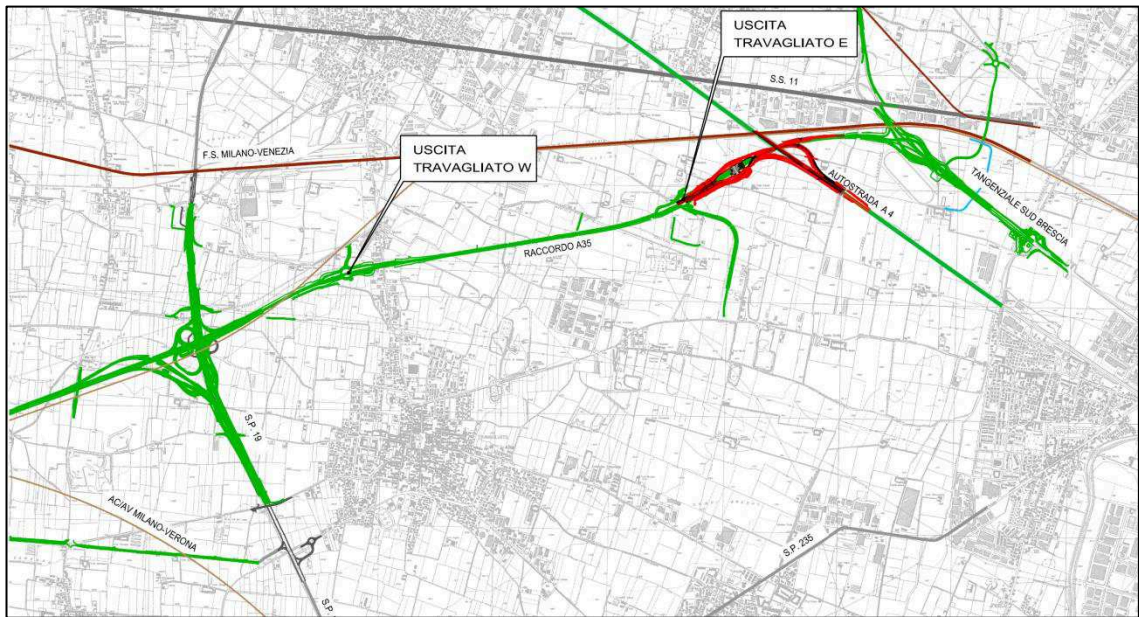 USCITA
TRAVAGLIATO E
S.S. 11
F.S. MILANO-VENEZIA
USCITA
TRAVAGLIATO W
AUTOSTRADA A4
TANGENZIALE SUD BRESCIA
RACCORDO A35
S.P. 19
TRAVAGLIATO
AC/AV MILANO-VERONA
S.P. 235
S.P.